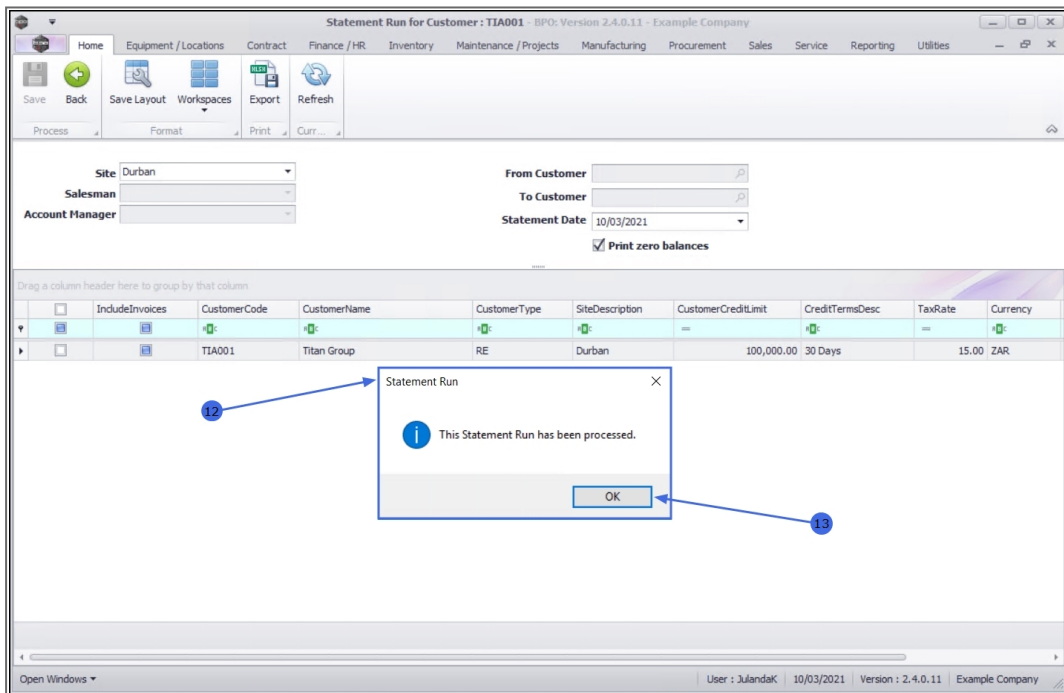 Statement Run for Customer : TIA001 - BPO: Version 2.4.0.11 - Example Company
Home Equipment / Locations Contract Finance / HR Inventory Maintenance / Projects Manufacturing Procurement Sales Service Reporting Utilities
Save Back Save Layout Workspaces Export Refresh
Process Format Print Curr...
Site Durban From Customer
Salesman To Customer
Account Manager Statement Date 10/03/2021
Print zero balances
Drag a column header here to group by that column
IncludeInvoices CustomerCode CustomerName CustomerType SiteDescription CustomerCreditLimit CreditTermsDesc TaxRate Currency
TIA001 Titan Group RE Durban 100,000.00 30 Days 15.00 ZAR
Statement Run
12
This Statement Run has been processed.
OK
13
Open Windows User : JulandaK 10/03/2021 Version : 2.4.0.11 Example Company